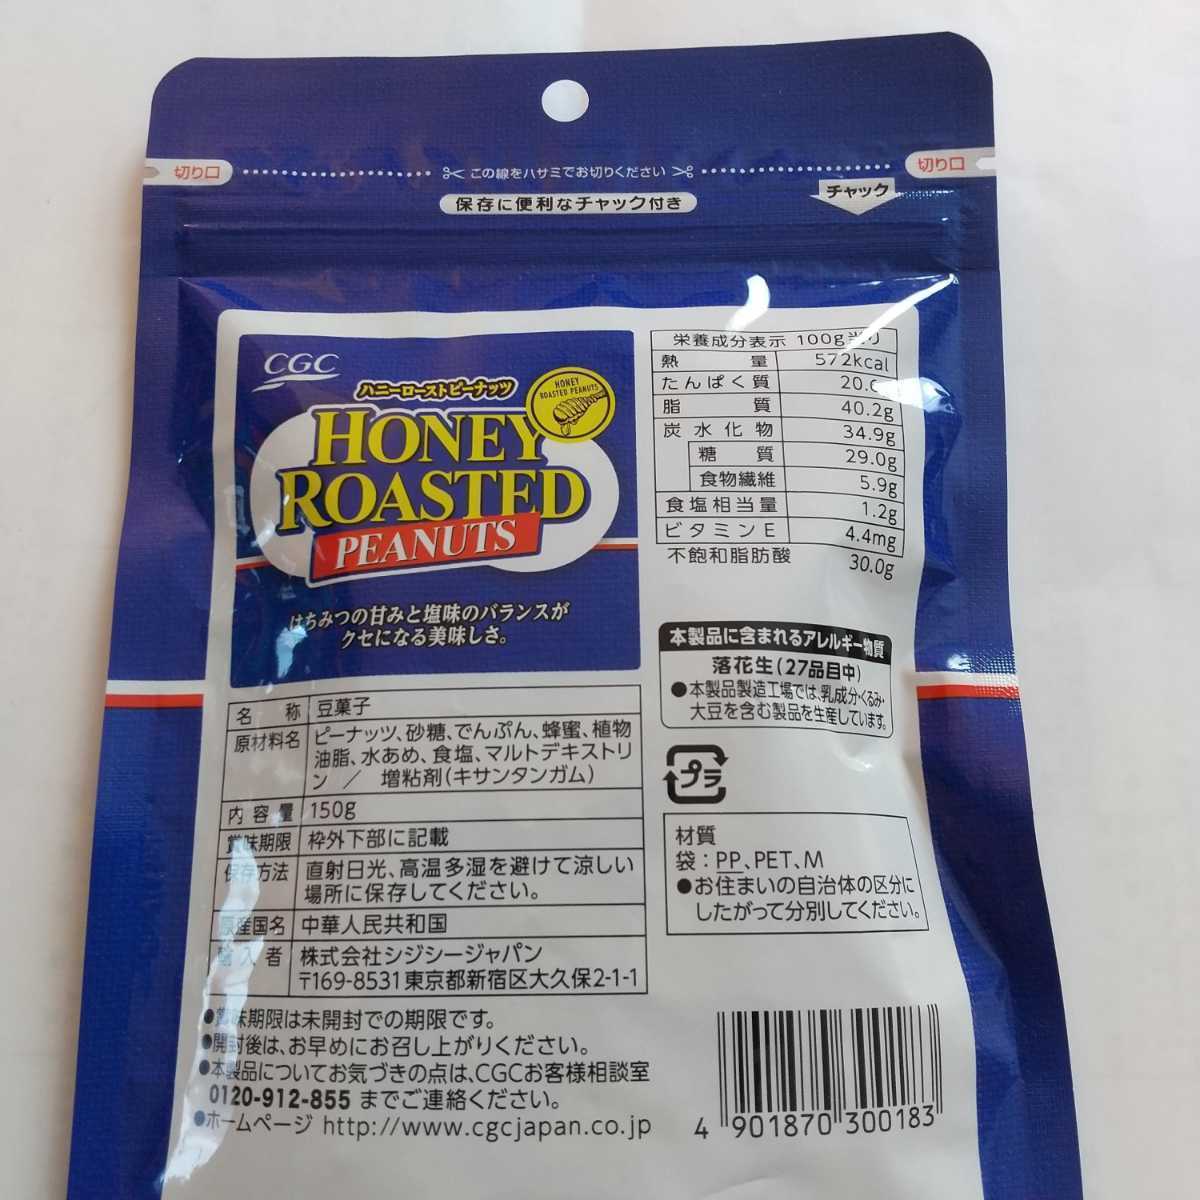 切り口
この線をハサミでお切りください
切り口
保存に便利なチャック付き
チャック
CGC
ハニーローストピーナッツ
HONEY
ROASTED PEANUTS
HONEY
ROASTED
PEANUTS
はちみつの甘みと塩味のバランスが
クセになる美味しさ。
栄養成分表示 100g当り
熱量 572kcal
たんぱく質 20.
脂質 40.2g
炭水化物 34.9g
糖質 29.0g
食物繊維 5.9g
食塩相当量 1.2g
ビタミンE 4.4mg
不飽和脂肪酸 30.0g
本製品に含まれるアレルギー物質
落花生(27品目中)
●本製品製造工場では、乳成分・くるみ・
大豆を含む製品を生産しています。
プラ
材質
袋：PP、PET、M
●お住まいの自治体の区分に
したがって分別してください。
名称 豆菓子
原材料名 ピーナッツ、砂糖、でんぷん、蜂蜜、植物
油脂、水あめ、食塩、マルトデキストリ
ン ／ 増粘剤(キサンタンガム)
内容量 150g
賞味期限 枠外下部に記載
保存方法 直射日光、高温多湿を避けて涼しい
場所に保存してください。
原産国名 中華人民共和国
輸入者 株式会社シジシージャパン
〒169-8531東京都新宿区大久保2-1-1
●賞味期限は未開封での期限です。
●開封後は、お早めにお召し上がりください。
●本製品についてお気づきの点は、CGCお客様相談室
0120-912-855 までご連絡ください。
●ホームページ http://www.cgcjapan.co.jp
4 901870 300183